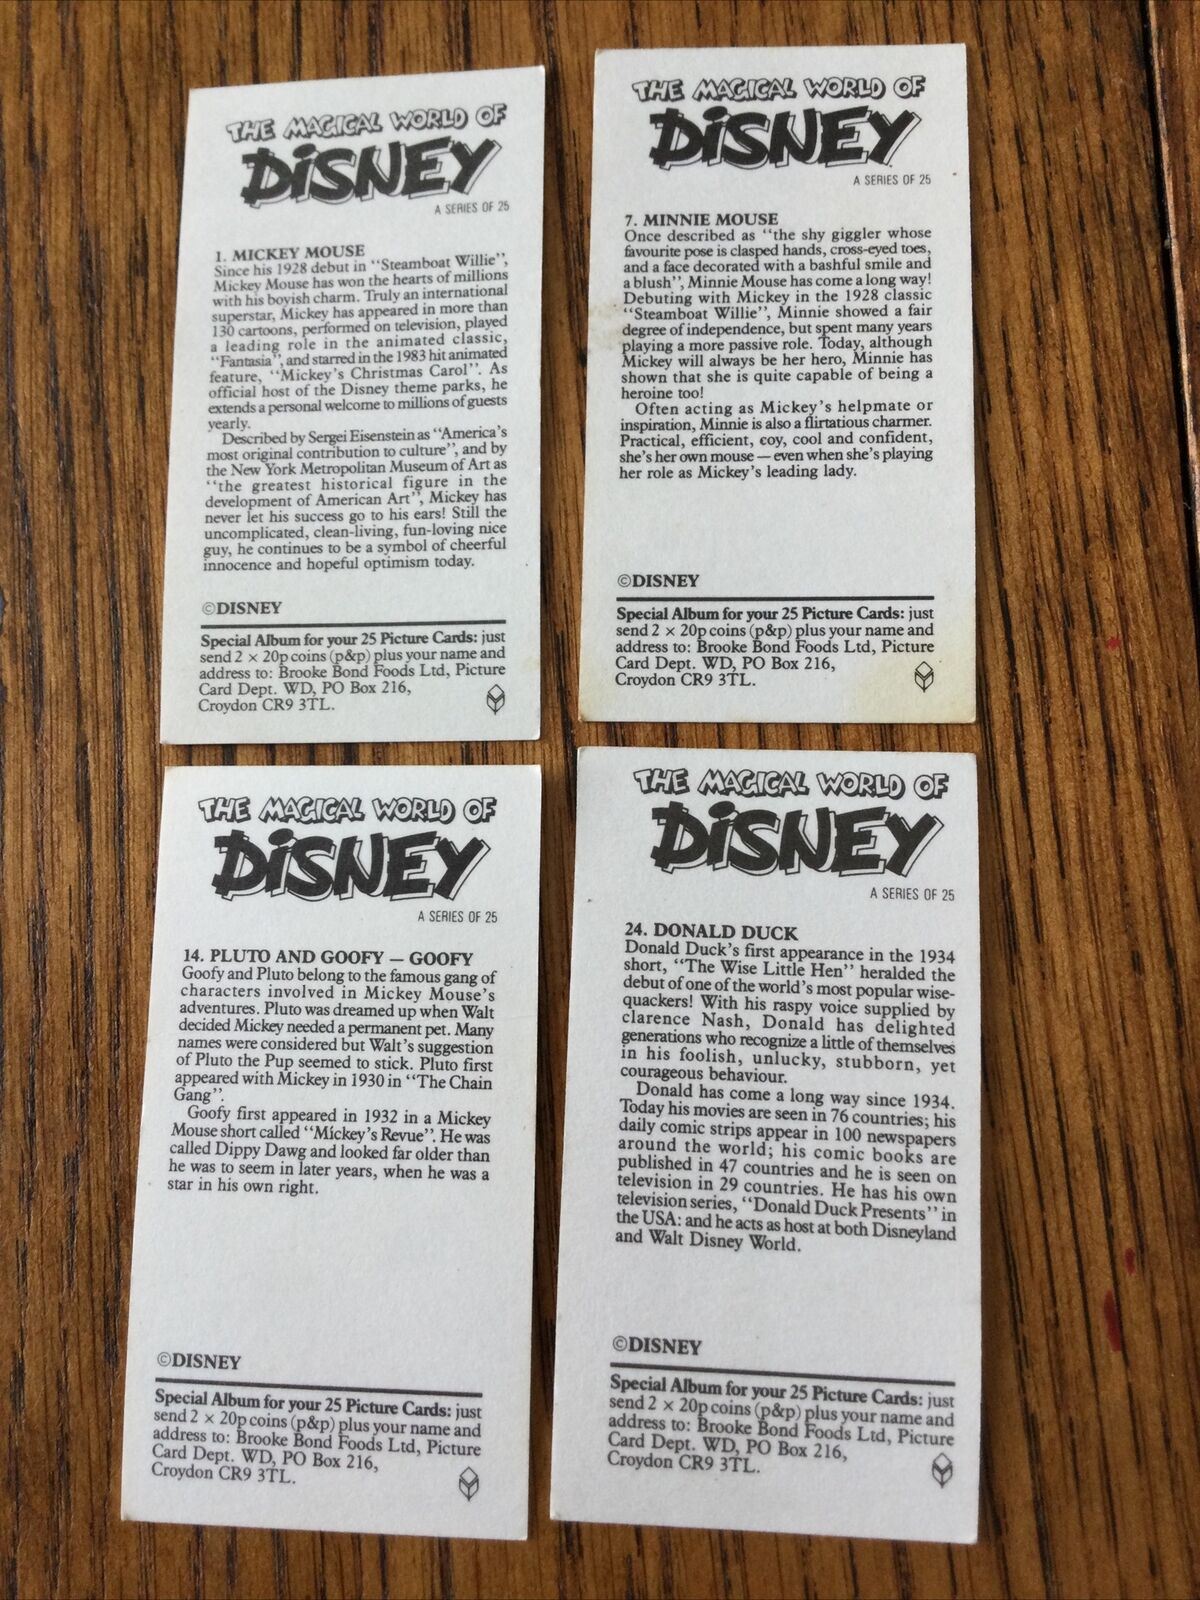 THE MAGICAL WORLD OF
DISNEY
A SERIES OF 25
1. MICKEY MOUSE
Since his 1928 debut in "Steamboat Willie",
Mickey Mouse has won the hearts of millions
with his boyish charm. Truly an international
superstar, Mickey has appeared in more than
130 cartoons, performed on television, played
a leading role in the animated classic,
"Fantasia", and starred in the 1983 hit animated
feature, "Mickey's Christmas Carol". As
official host of the Disney theme parks, he
extends a personal welcome to millions of guests
yearly.
Described by Sergei Eisenstein as "America's
most original contribution to culture", and by
the New York Metropolitan Museum of Art as
"the greatest historical figure in the
development of American Art", Mickey has
never let his success go to his ears! Still the
uncomplicated, clean-living, fun-loving nice
guy, he continues to be a symbol of cheerful
innocence and hopeful optimism today.
©DISNEY
Special Album for your 25 Picture Cards: just
send 2 × 20p coins (p&p) plus your name and
address to: Brooke Bond Foods Ltd, Picture
Card Dept. WD, PO Box 216,
Croydon CR9 3TL.
THE MAGICAL WORLD OF
DISNEY
A SERIES OF 25
7. MINNIE MOUSE
Once described as "the shy giggler whose
favourite pose is clasped hands, cross-eyed toes,
and a face decorated with a bashful smile and
a blush", Minnie Mouse has come a long way!
Debuting with Mickey in the 1928 classic
"Steamboat Willie", Minnie showed a fair
degree of independence, but spent many years
playing a more passive role. Today, although
Mickey will always be her hero, Minnie has
shown that she is quite capable of being a
heroine too!
Often acting as Mickey's helpmate or
inspiration, Minnie is also a flirtatious charmer.
Practical, efficient, coy, cool and confident,
she's her own mouse — even when she's playing
her role as Mickey's leading lady.
©DISNEY
Special Album for your 25 Picture Cards: just
send 2 × 20p coins (p&p) plus your name and
address to: Brooke Bond Foods Ltd, Picture
Card Dept. WD, PO Box 216,
Croydon CR9 3TL.
THE MAGICAL WORLD OF
DISNEY
A SERIES OF 25
14. PLUTO AND GOOFY — GOOFY
Goofy and Pluto belong to the famous gang of
characters involved in Mickey Mouse's
adventures. Pluto was dreamed up when Walt
decided Mickey needed a permanent pet. Many
names were considered but Walt's suggestion
of Pluto the Pup seemed to stick. Pluto first
appeared with Mickey in 1930 in "The Chain
Gang".
Goofy first appeared in 1932 in a Mickey
Mouse short called "Mickey's Revue". He was
called Dippy Dawg and looked far older than
he was to seem in later years, when he was a
star in his own right.
©DISNEY
Special Album for your 25 Picture Cards: just
send 2 × 20p coins (p&p) plus your name and
address to: Brooke Bond Foods Ltd, Picture
Card Dept. WD, PO Box 216,
Croydon CR9 3TL.
THE MAGICAL WORLD OF
DISNEY
A SERIES OF 25
24. DONALD DUCK
Donald Duck's first appearance in the 1934
short, "The Wise Little Hen" heralded the
debut of one of the world's most popular wise-
quackers! With his raspy voice supplied by
clarence Nash, Donald has delighted
generations who recognize a little of themselves
in his foolish, unlucky, stubborn, yet
courageous behaviour.
Donald has come a long way since 1934.
Today his movies are seen in 76 countries; his
daily comic strips appear in 100 newspapers
around the world; his comic books are
published in 47 countries and he is seen on
television in 29 countries. He has his own
television series, "Donald Duck Presents" in
the USA: and he acts as host at both Disneyland
and Walt Disney World.
©DISNEY
Special Album for your 25 Picture Cards: just
send 2 × 20p coins (p&p) plus your name and
address to: Brooke Bond Foods Ltd, Picture
Card Dept. WD, PO Box 216,
Croydon CR9 3TL.